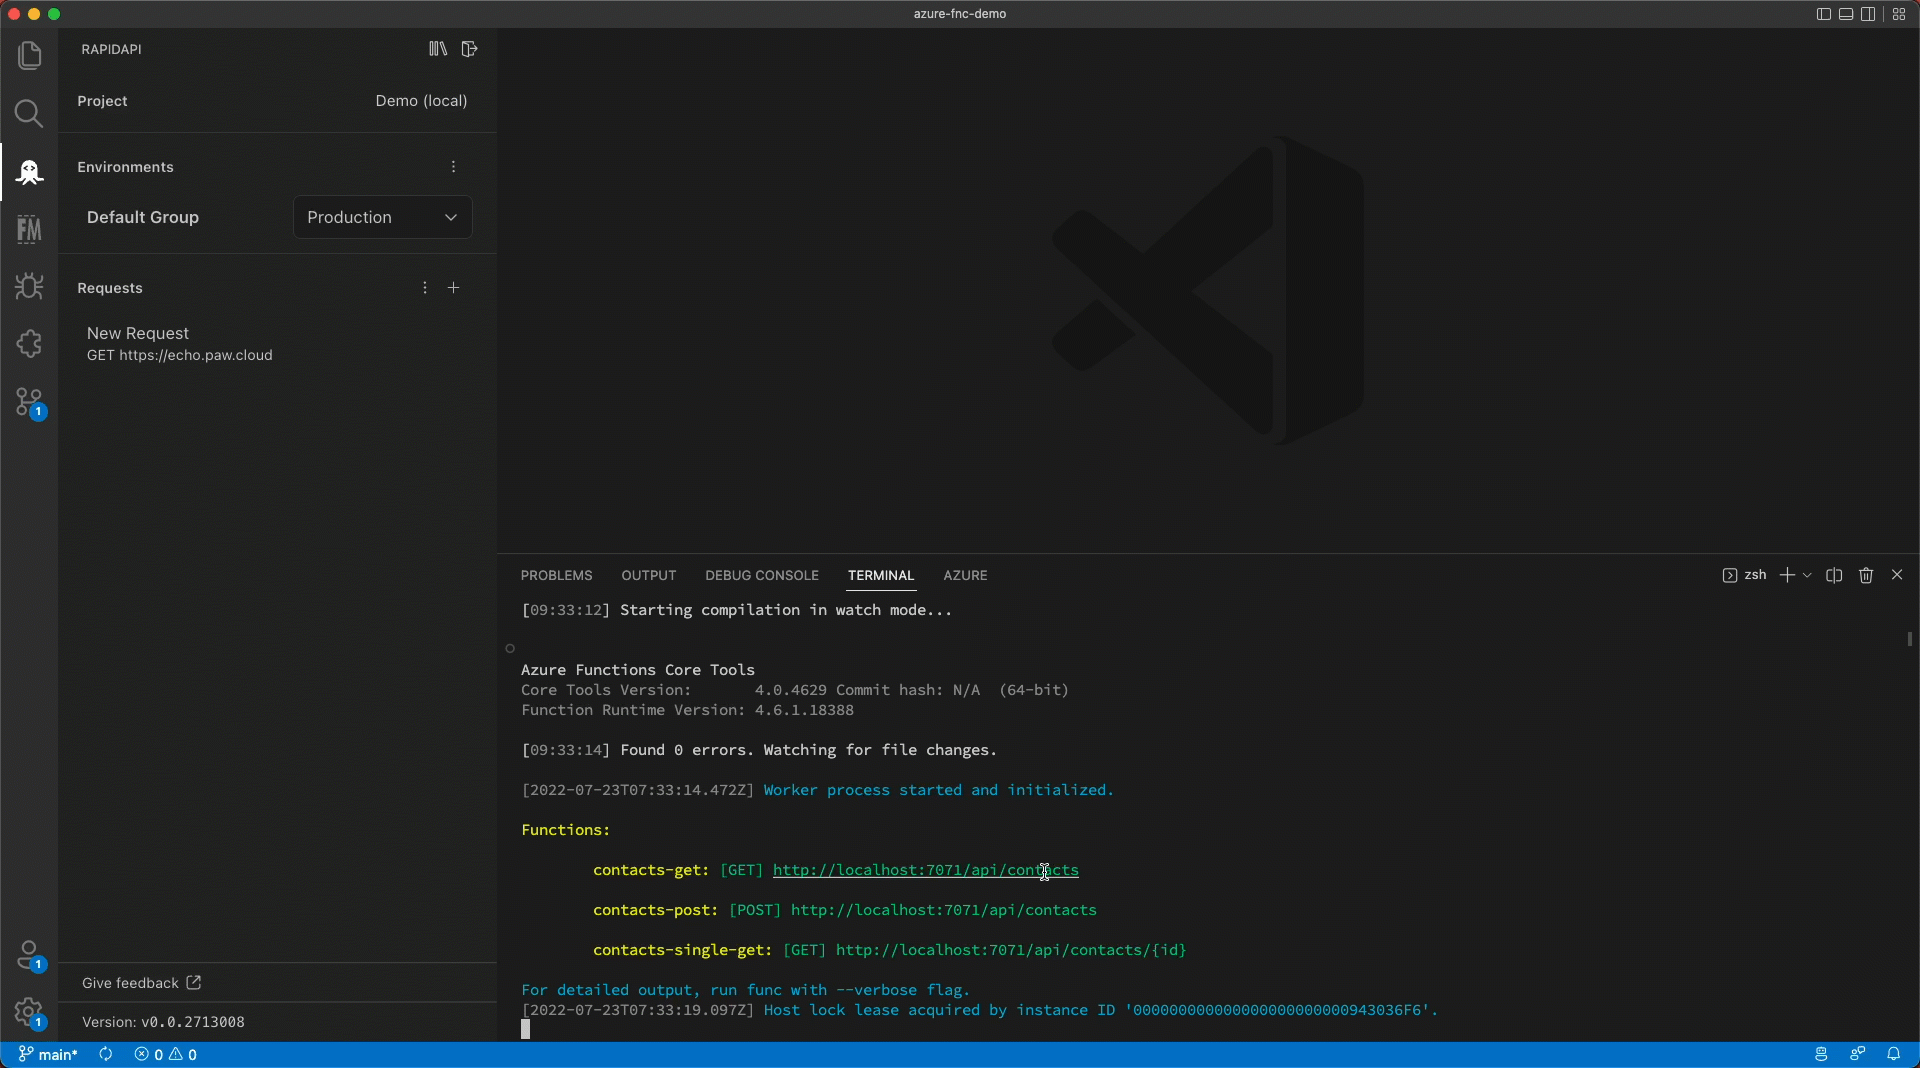 azure-fnc-demo
RAPIDAPI
Project Demo (local)
Environments
Default Group Production
Requests
New Request
GET https://echo.paw.cloud
FM
1
1
1
Give feedback
Version: v0.0.2713008
PROBLEMS OUTPUT DEBUG CONSOLE TERMINAL AZURE zsh
[09:33:12] Starting compilation in watch mode...
Azure Functions Core Tools
Core Tools Version: 4.0.4629 Commit hash: N/A (64-bit)
Function Runtime Version: 4.6.1.18388
[09:33:14] Found 0 errors. Watching for file changes.
[2022-07-23T07:33:14.472Z] Worker process started and initialized.
Functions:
contacts-get: [GET] http://localhost:7071/api/contacts
contacts-post: [POST] http://localhost:7071/api/contacts
contacts-single-get: [GET] http://localhost:7071/api/contacts/{id}
For detailed output, run func with --verbose flag.
[2022-07-23T07:33:19.097Z] Host lock lease acquired by instance ID '000000000000000000000000943036F6'.
main* 0 0